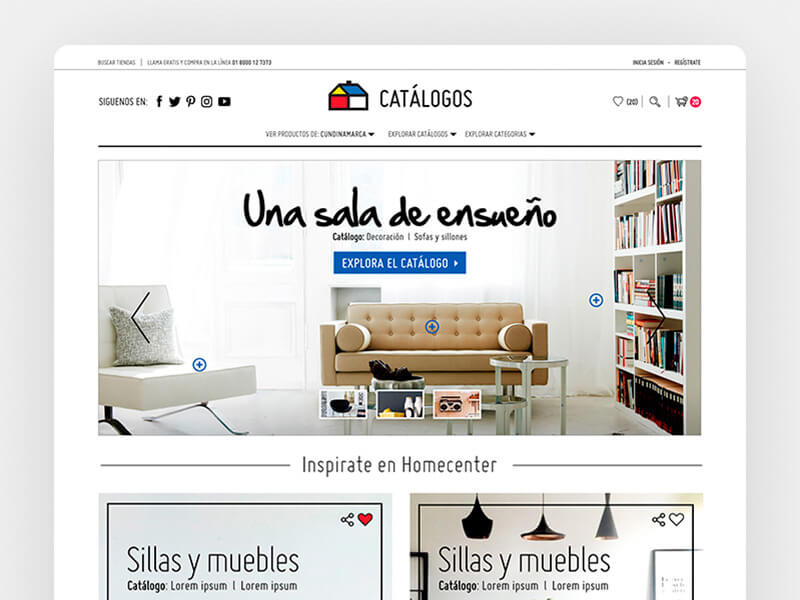 BUSCAR TIENDAS | LLAMA GRATIS Y COMPRA EN LA LÍNEA 01 8000 12 7373
INICIA SESIÓN - REGÍSTRATE
SIGUENOS EN:
CATÁLOGOS
(20)
20
VER PRODUCTOS DE: CUNDINAMARCA
EXPLORAR CATÁLOGOS
EXPLORAR CATEGORIAS
Una sala de ensueño
Catálogo: Decoración | Sofas y sillones
EXPLORA EL CATÁLOGO
Inspirate en Homecenter
Sillas y muebles
Catálogo: Lorem ipsum | Lorem ipsum
Sillas y muebles
Catálogo: Lorem ipsum | Lorem ipsum